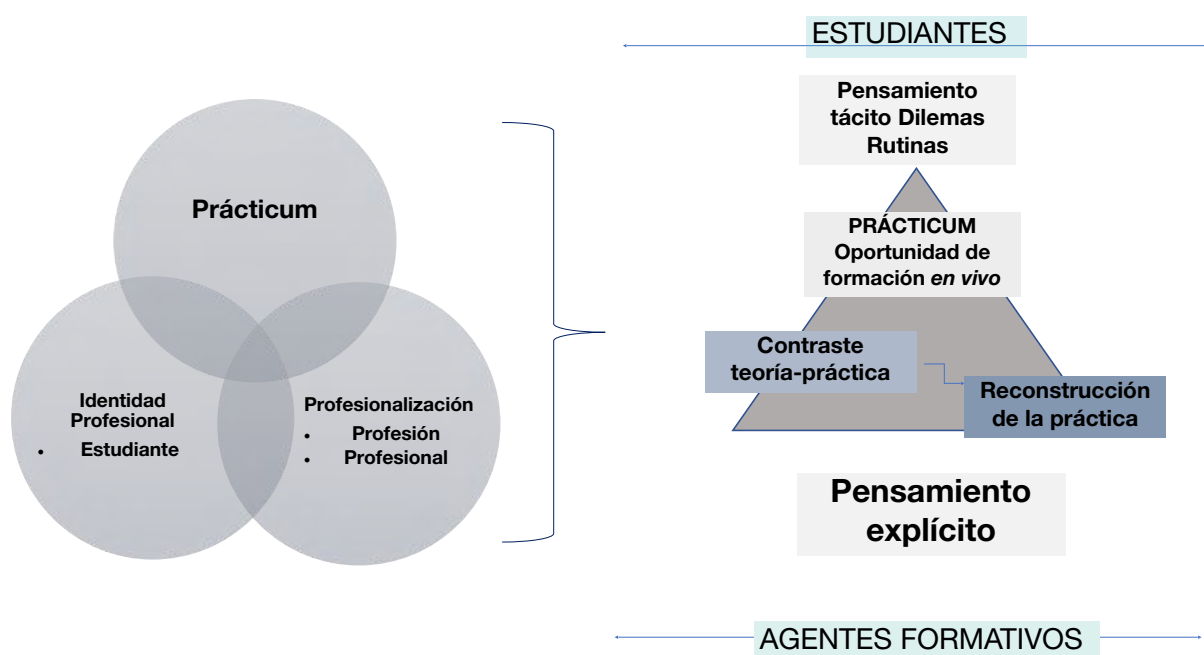 Prácticum
Identidad
Profesional
• Estudiante
Profesionalización
• Profesión
• Profesional
ESTUDIANTES
Pensamiento
tácito Dilemas
Rutinas
PRÁCTICUM
Oportunidad de
formación en vivo
Contraste
teoría-práctica
Reconstrucción
de la práctica
Pensamiento
explícito
AGENTES FORMATIVOS